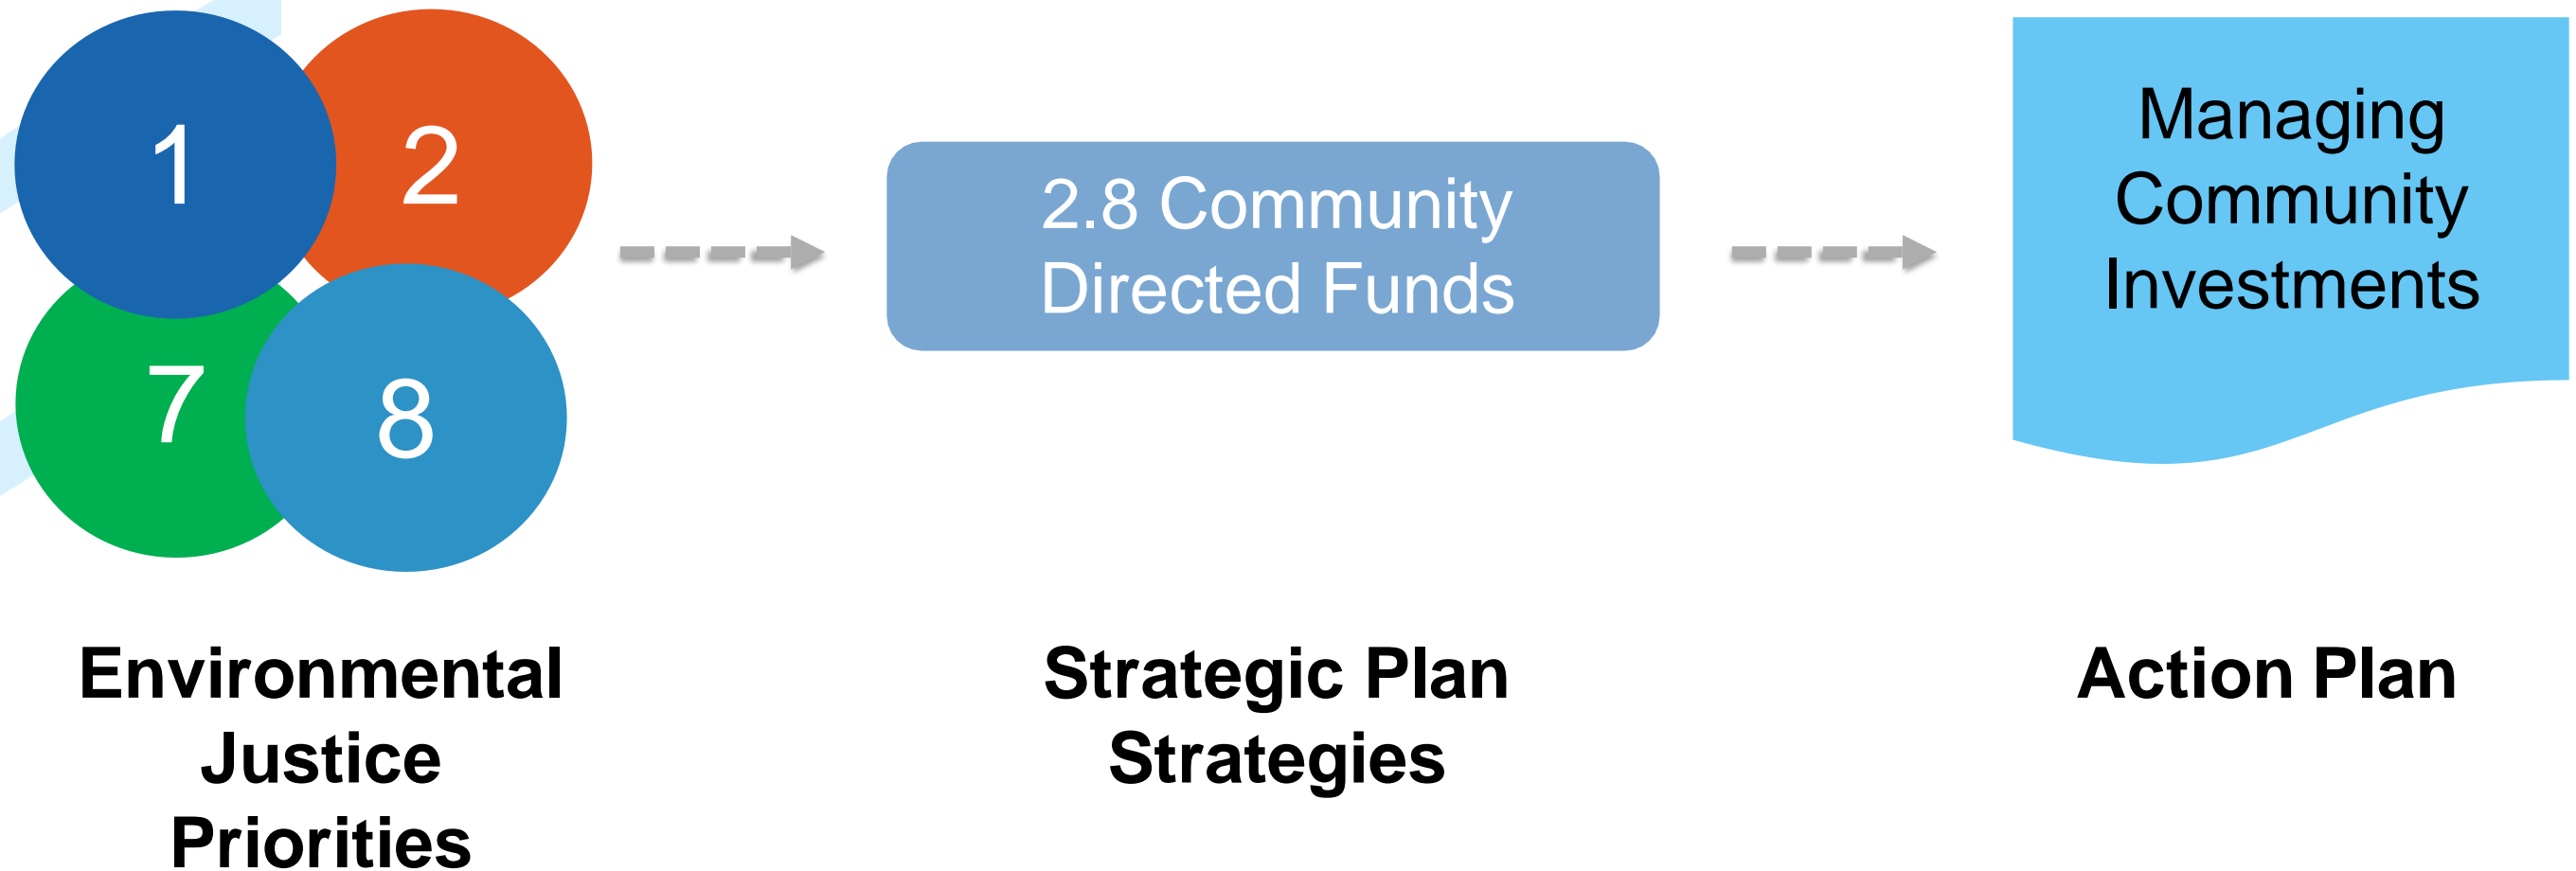 1
2
7
8
2.8 Community
Directed Funds
Managing
Community
Investments
Environmental
Justice
Priorities
Strategic Plan
Strategies
Action Plan